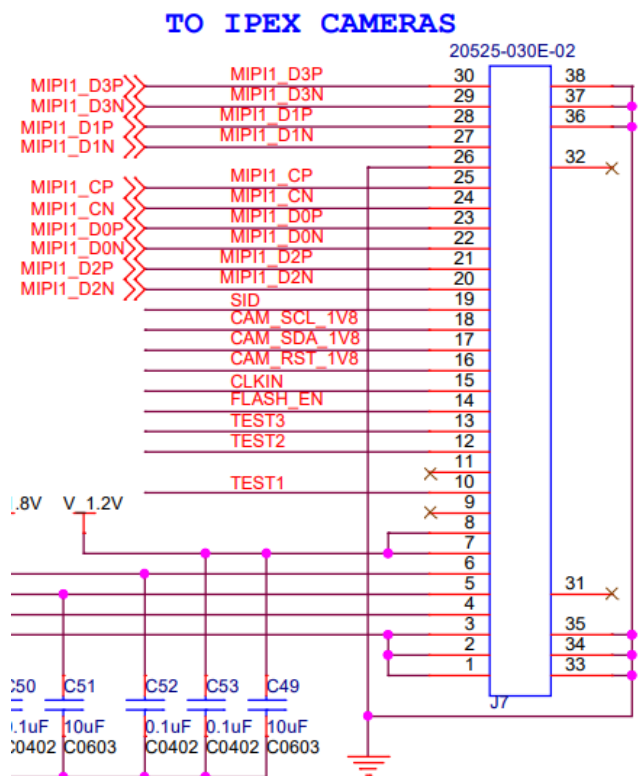 TO IPEX CAMERAS
20525-030E-02
MIPI1_D3P MIPI1_D3P 30 38
MIPI1_D3N MIPI1_D3N 29 37
MIPI1_D1P MIPI1_D1P 28 36
MIPI1_D1N MIPI1_D1N 27
26 32
MIPI1_CP MIPI1_CP 25
MIPI1_CN MIPI1_CN 24
MIPI1_D0P MIPI1_D0P 23
MIPI1_D0N MIPI1_D0N 22
MIPI1_D2P MIPI1_D2P 21
MIPI1_D2N MIPI1_D2N 20
SID 19
CAM_SCL_1V8 18
CAM_SDA_1V8 17
CAM_RST_1V8 16
CLKIN 15
FLASH_EN 14
TEST3 13
TEST2 12
11
TEST1 10
.8V V_1.2V 9
8
7
6
5 31
4
3 35
2 34
1 33
C50 C51 C52 C53 C49 J7
0.1uF 10uF 0.1uF 0.1uF 10uF
C0402 C0603 C0402 C0402 C0603